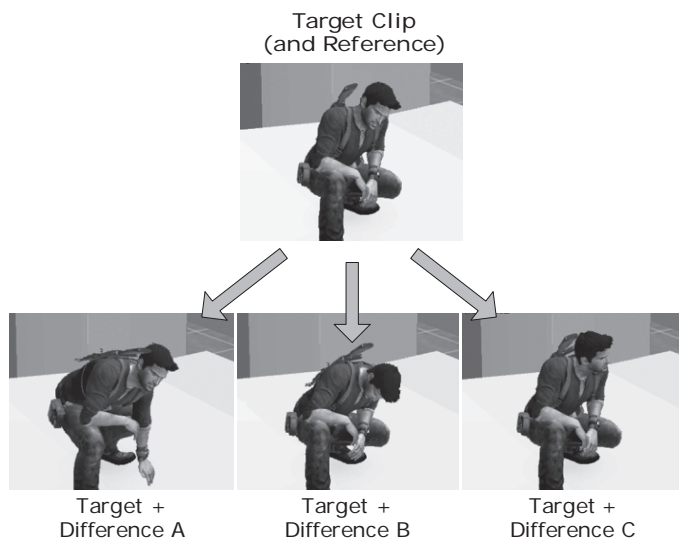 Target Clip
(and Reference)
Target +
Difference A
Target +
Difference B
Target +
Difference C